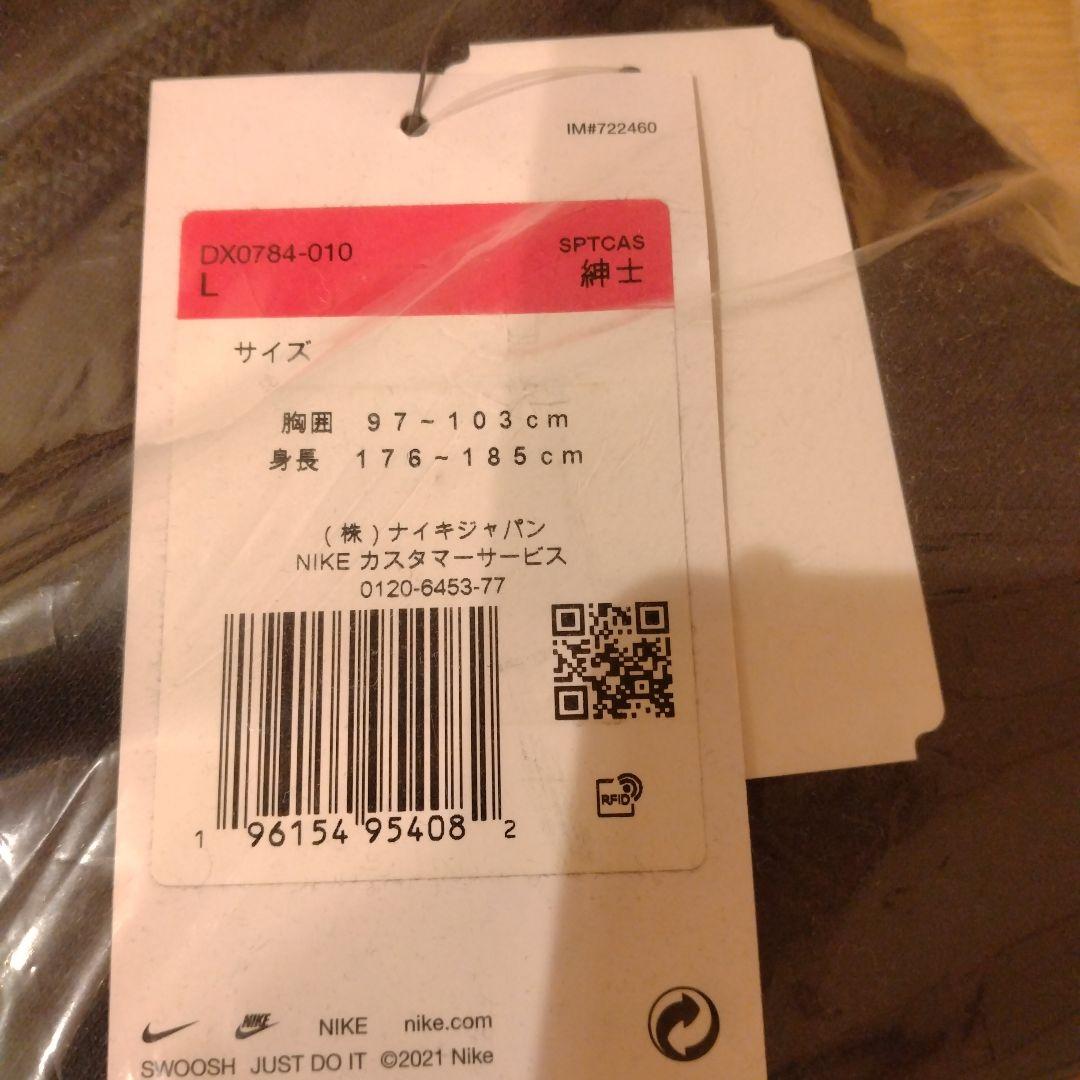 IM#722460
DX0784-010
L
SPTCAS
紳士
サイズ
胸囲 97~103cm
身長 176~185cm
(株)ナイキジャパン
NIKE カスタマーサービス
0120-6453-77
RFID
1 96154 95408 2
NIKE NIKE nike.com
SWOOSH JUST DO IT ©2021 Nike